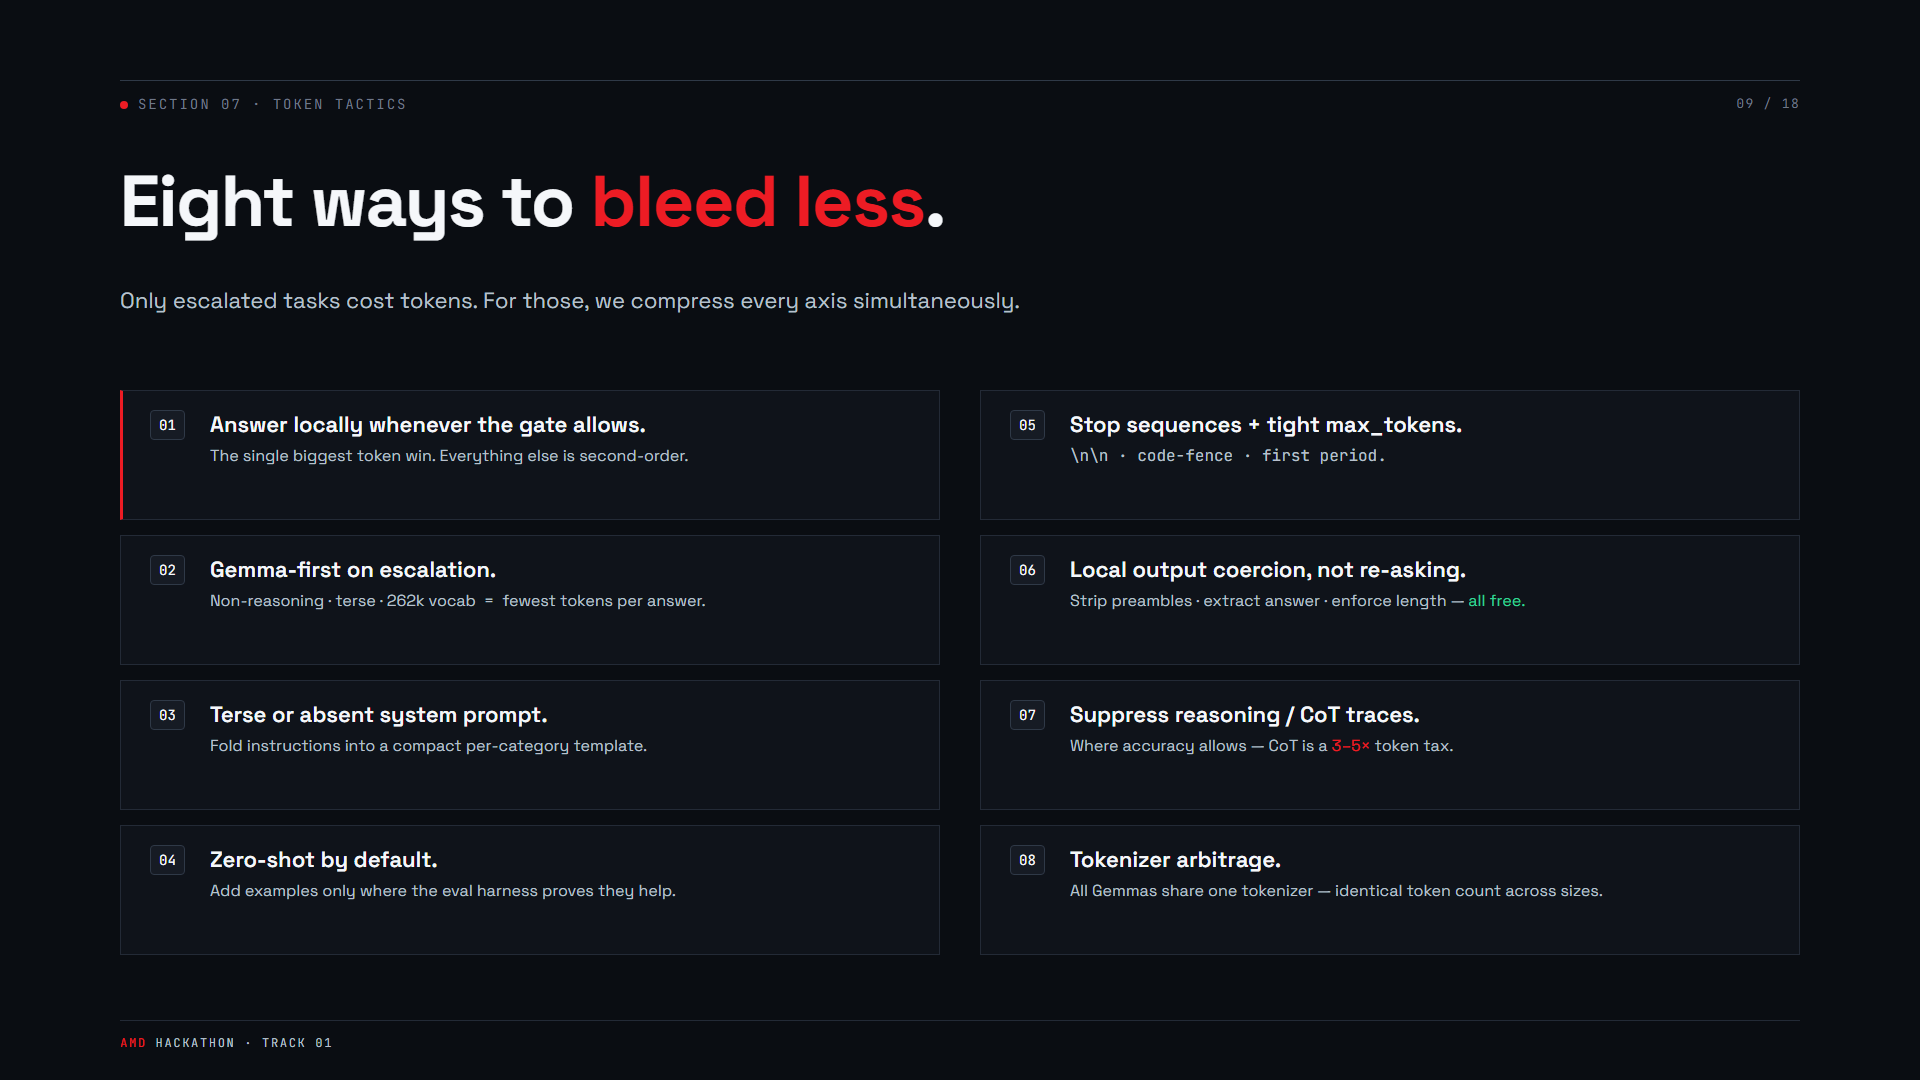 SECTION 07 · TOKEN TACTICS
09 / 18
Eight ways to bleed less.
Only escalated tasks cost tokens. For those, we compress every axis simultaneously.
01
Answer locally whenever the gate allows.
The single biggest token win. Everything else is second-order.
02
Gemma-first on escalation.
Non-reasoning · terse · 262k vocab = fewest tokens per answer.
03
Terse or absent system prompt.
Fold instructions into a compact per-category template.
04
Zero-shot by default.
Add examples only where the eval harness proves they help.
05
Stop sequences + tight max_tokens.
\n\n · code-fence · first period.
06
Local output coercion, not re-asking.
Strip preambles · extract answer · enforce length — all free.
07
Suppress reasoning / CoT traces.
Where accuracy allows — CoT is a 3–5× token tax.
08
Tokenizer arbitrage.
All Gemmas share one tokenizer — identical token count across sizes.
AMD HACKATHON · TRACK 01